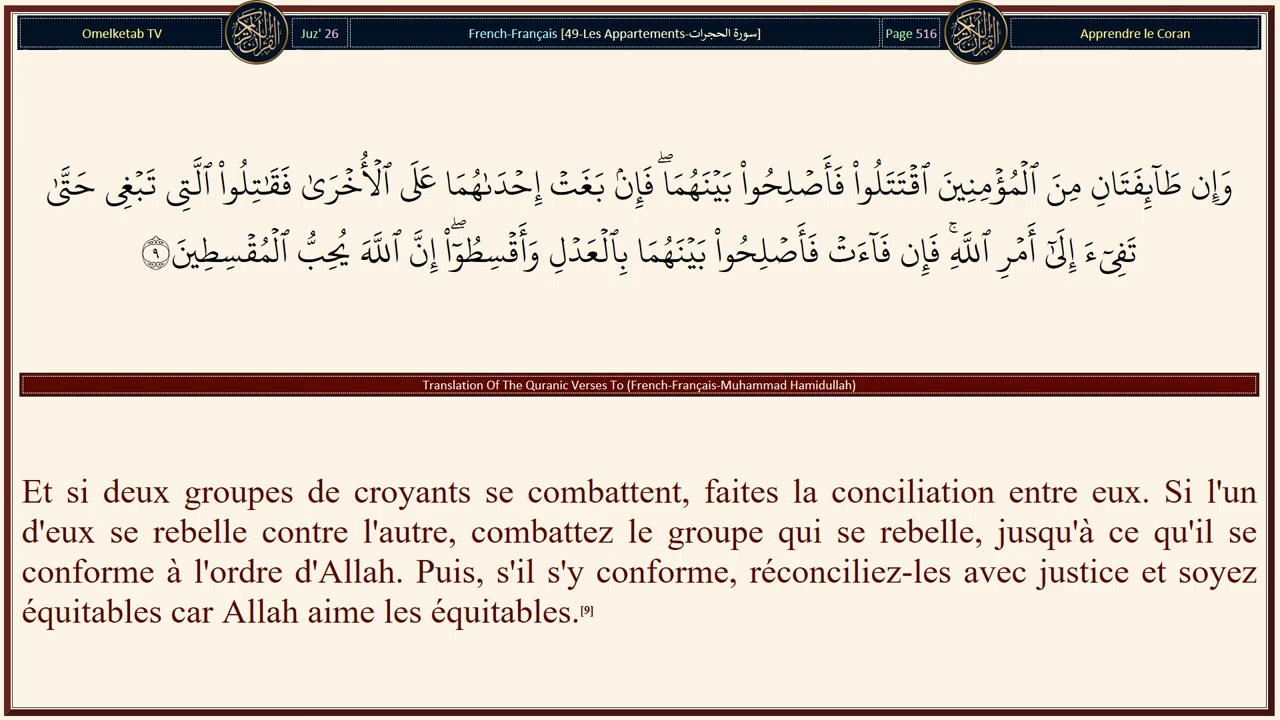 Omelketab TV
Juz' 26
French-Français [49-Les Appartements-سورة الحجرات]
Page 516
Apprendre le Coran
وَإِن طَآئِفَتَانِ مِنَ ٱلۡمُؤۡمِنِينَ ٱقۡتَتَلُواْ فَأَصۡلِحُواْ بَيۡنَهُمَاۖ فَإِنۢ بَغَتۡ إِحۡدَىٰهُمَا عَلَى ٱلۡأُخۡرَىٰ فَقَٰتِلُواْ ٱلَّتِي تَبۡغِي حَتَّىٰ
تَفِيٓءَ إِلَىٰٓ أَمۡرِ ٱللَّهِۚ فَإِن فَآءَتۡ فَأَصۡلِحُواْ بَيۡنَهُمَا بِٱلۡعَدۡلِ وَأَقۡسِطُوٓاْۖ إِنَّ ٱللَّهَ يُحِبُّ ٱلۡمُقۡسِطِينَ ٩
Translation Of The Quranic Verses To (French-Français-Muhammad Hamidullah)
Et si deux groupes de croyants se combattent, faites la conciliation entre eux. Si l'un
d'eux se rebelle contre l'autre, combattez le groupe qui se rebelle, jusqu'à ce qu'il se
conforme à l'ordre d'Allah. Puis, s'il s'y conforme, réconciliez-les avec justice et soyez
équitables car Allah aime les équitables.[9]